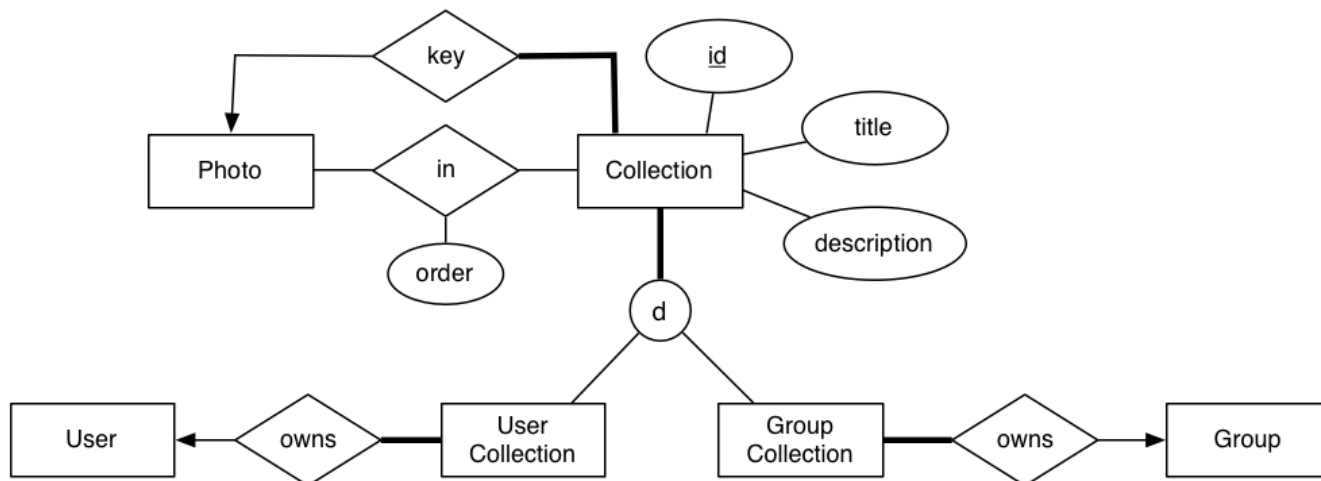 key
id
title
Photo
in
Collection
description
order
d
User
owns
User
Collection
Group
Collection
owns
Group